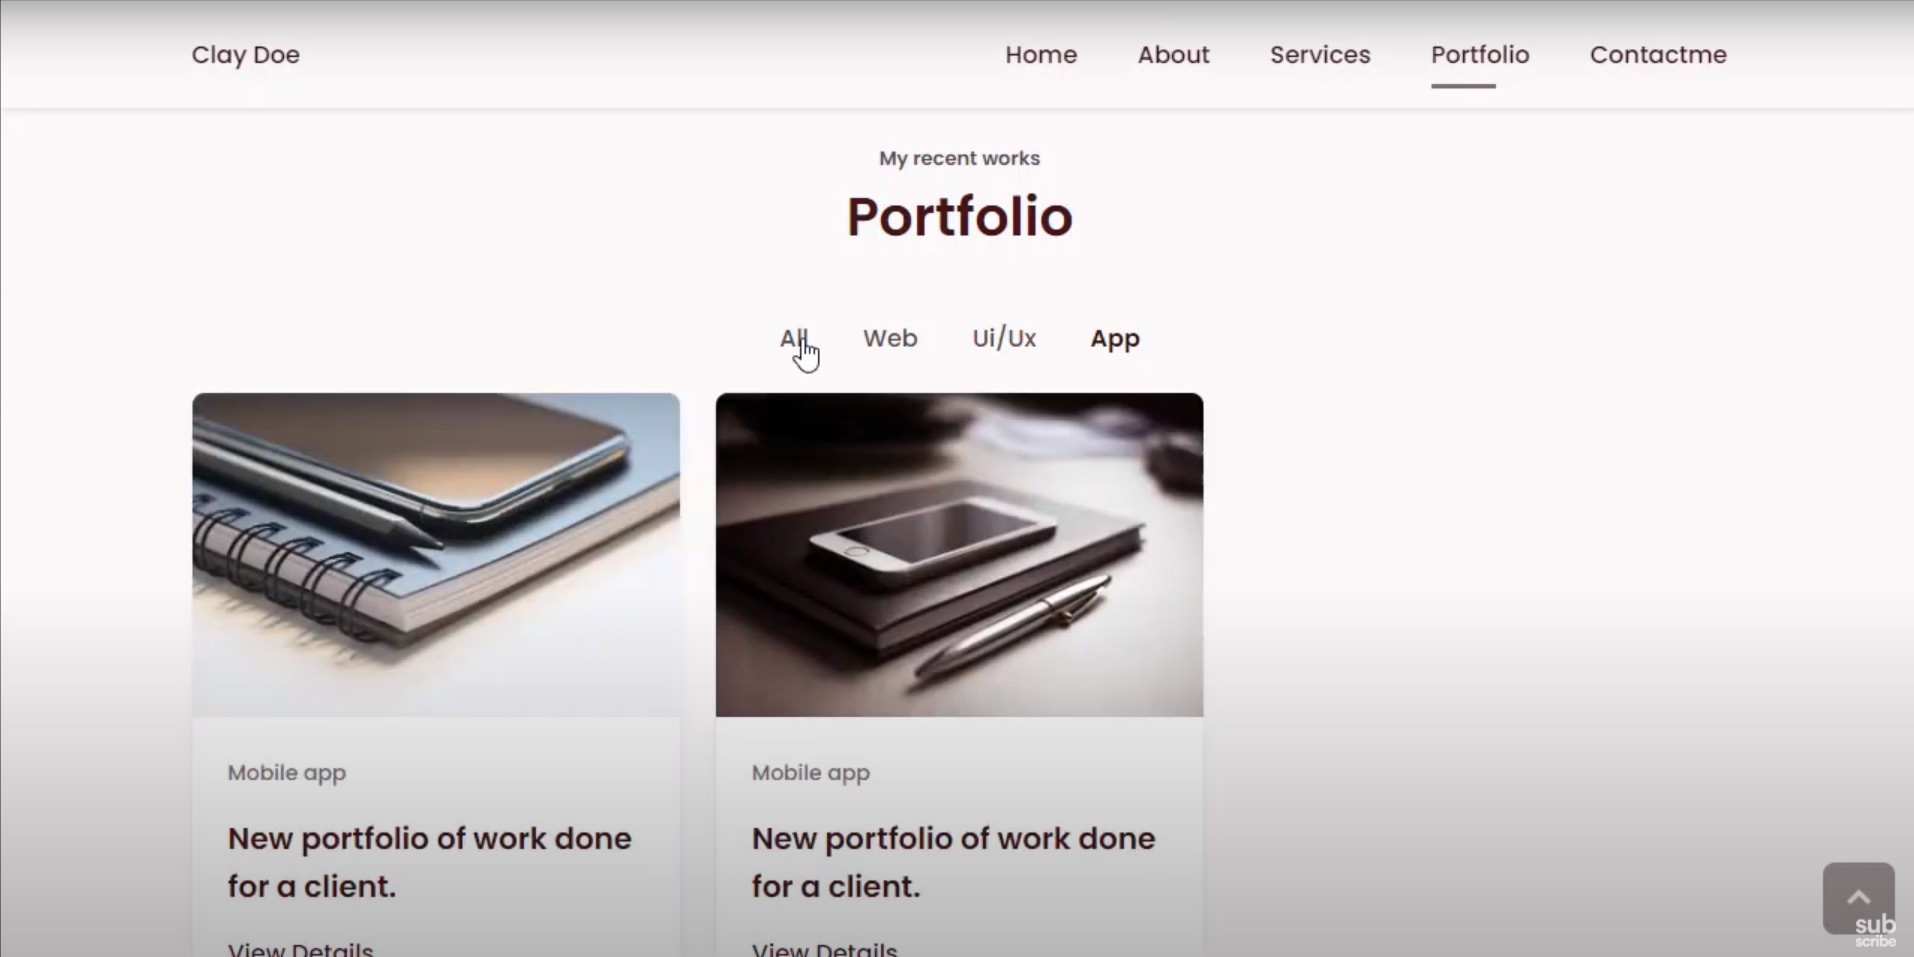 Clay Doe
Home
About
Services
Portfolio
Contactme
My recent works
Portfolio
All
Web
Ui/Ux
App
Mobile app
New portfolio of work done
for a client.
View Details
Mobile app
New portfolio of work done
for a client.
View Details
sub
scribe